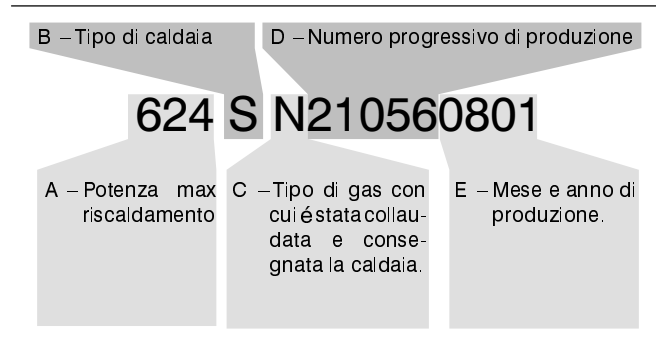 B – Tipo di caldaia
D – Numero progressivo di produzione
624 S N2105600801
A – Potenza max
riscaldamento
C – Tipo di gas con
cui é stata collau-
data e conse-
gnata la caldaia.
E – Mese e anno di
produzione.